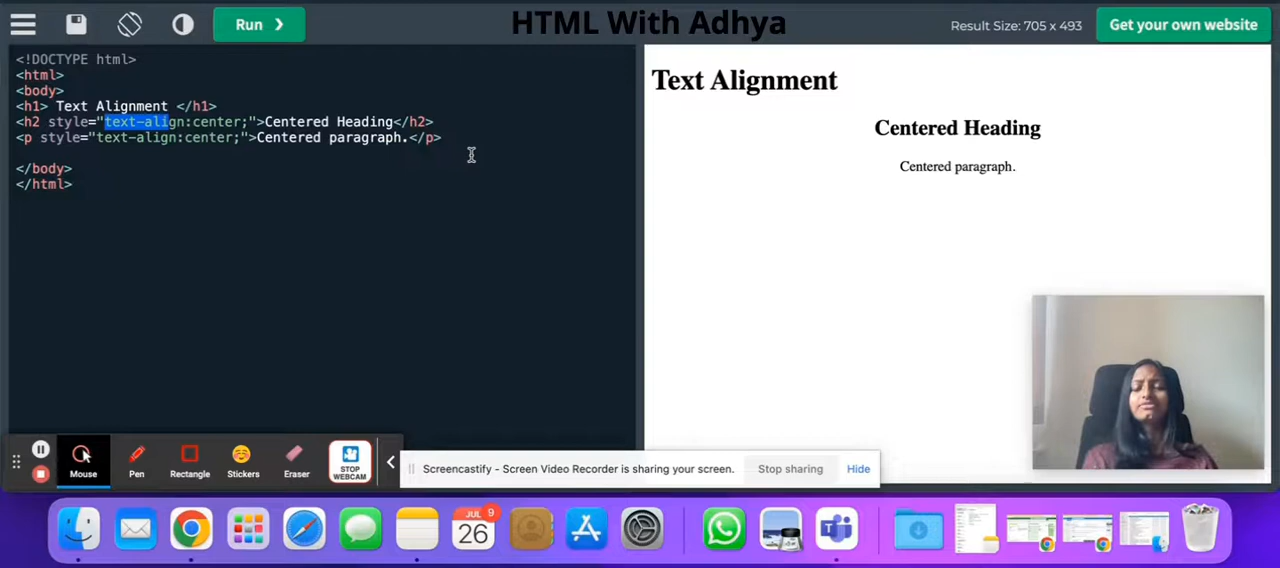 Run ❯
HTML With Adhya
Result Size: 705 x 493
Get your own website
<!DOCTYPE html>
<html>
<body>
<h1> Text Alignment </h1>
<h2 style="text-align:center;">Centered Heading</h2>
<p style="text-align:center;">Centered paragraph.</p>
</body>
</html>
Text Alignment
Centered Heading
Centered paragraph.
Mouse
Pen
Rectangle
Stickers
Eraser
STOP
WEBCAM
Screencastify - Screen Video Recorder is sharing your screen.
Stop sharing
Hide
JUL
26
9